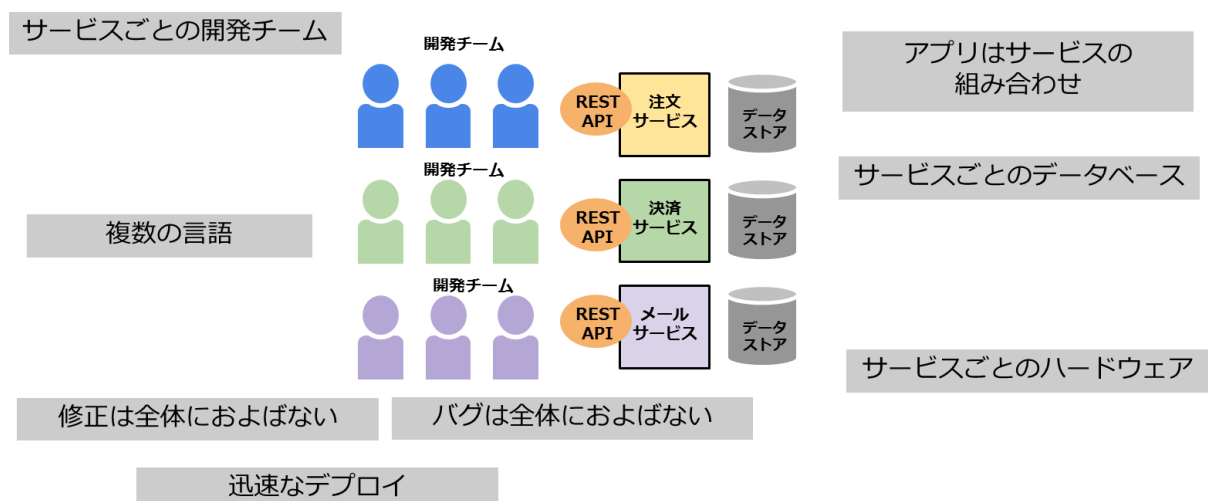 サービスごとの開発チーム
開発チーム
アプリはサービスの
組み合わせ
REST
API
注文
サービス
データ
ストア
開発チーム
サービスごとのデータベース
複数の言語
REST
API
決済
サービス
データ
ストア
開発チーム
REST
API
メール
サービス
データ
ストア
サービスごとのハードウェア
修正は全体におよばない
バグは全体におよばない
迅速なデプロイ